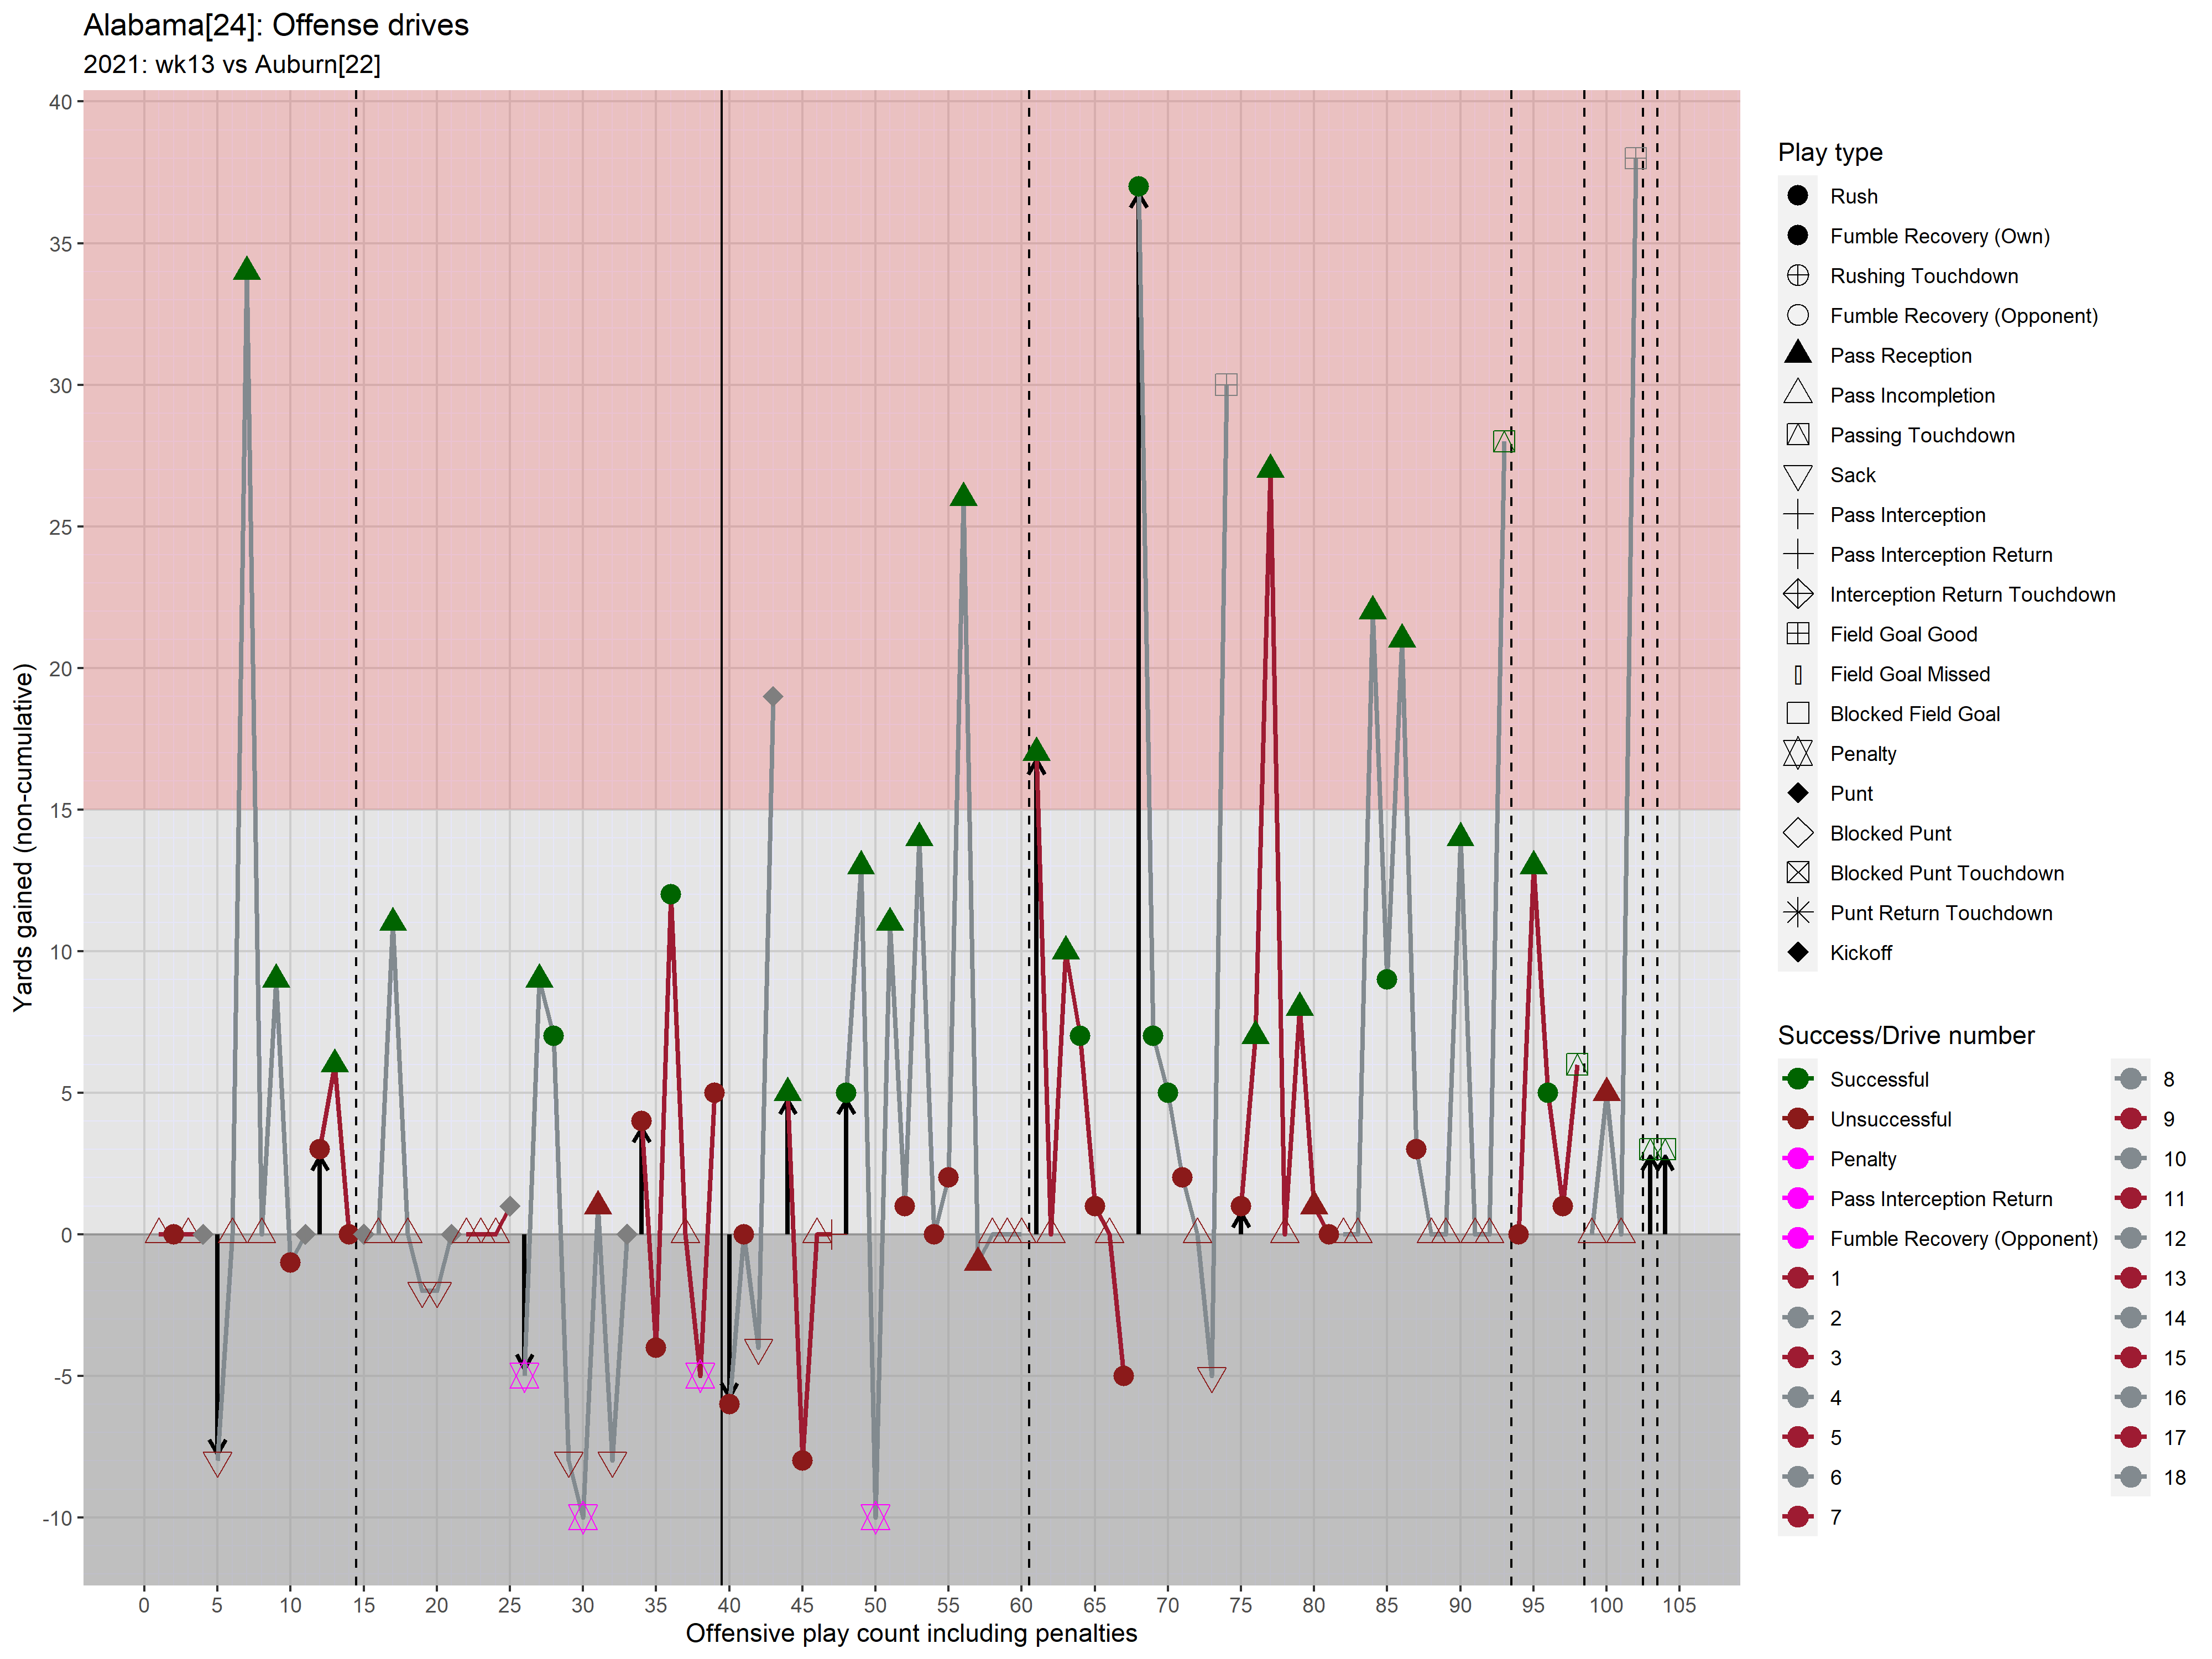 Alabama[24]: Offense drives
2021: wk13 vs Auburn[22]
Yards gained (non-cumulative)
40
35
30
25
20
15
10
5
0
-5
-10
0 5 10 15 20 25 30 35 40 45 50 55 60 65 70 75 80 85 90 95 100 105
Offensive play count including penalties
Play type
Rush
Fumble Recovery (Own)
Rushing Touchdown
Fumble Recovery (Opponent)
Pass Reception
Pass Incompletion
Passing Touchdown
Sack
Pass Interception
Pass Interception Return
Interception Return Touchdown
Field Goal Good
Field Goal Missed
Blocked Field Goal
Penalty
Punt
Blocked Punt
Blocked Punt Touchdown
Punt Return Touchdown
Kickoff
Success/Drive number
Successful
Unsuccessful
Penalty
Pass Interception Return
Fumble Recovery (Opponent)
1
2
3
4
5
6
7
8
9
10
11
12
13
14
15
16
17
18